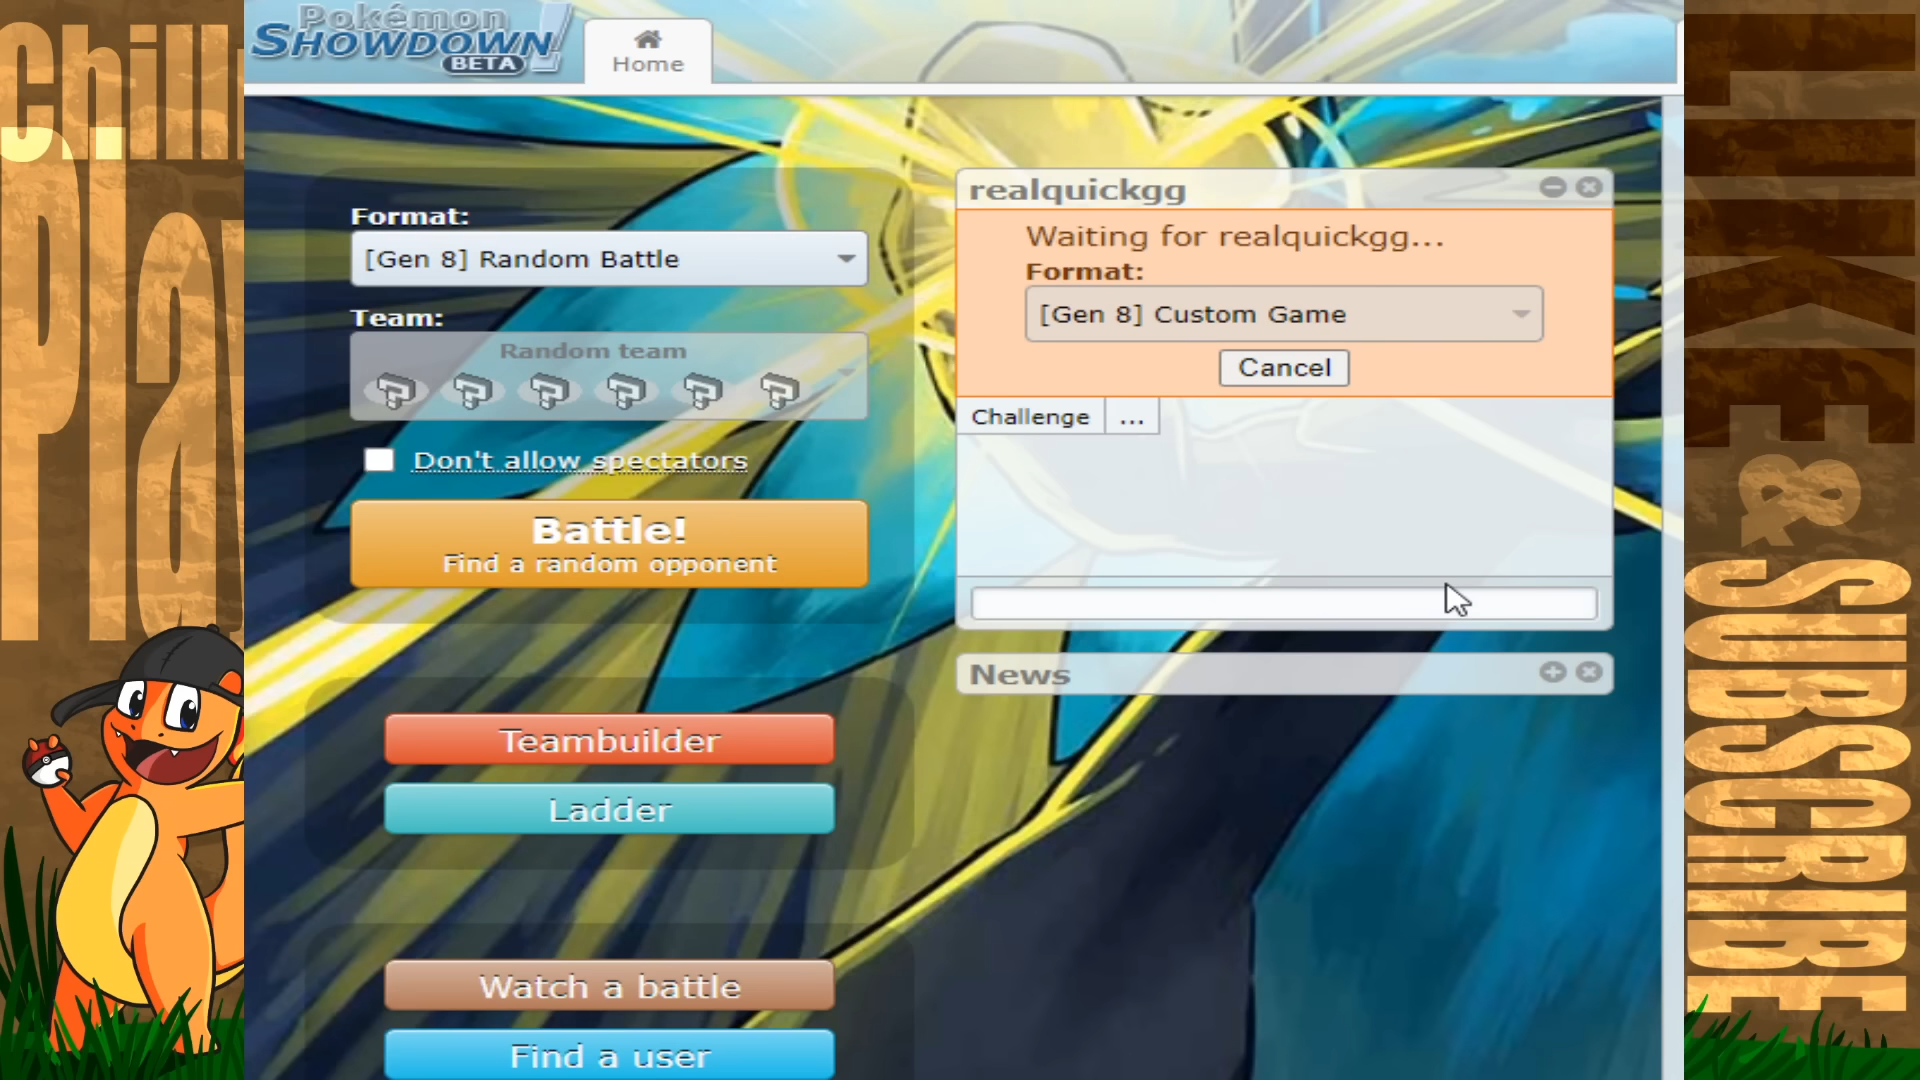 Chill
Play
Pokémon
SHOWDOWN!
BETA
Home
Format:
[Gen 8] Random Battle
Team:
Random team
? ? ? ? ? ?
Don't allow spectators
Battle!
Find a random opponent
Teambuilder
Ladder
Watch a battle
Find a user
realquickgg
Waiting for realquickgg...
Format:
[Gen 8] Custom Game
Cancel
Challenge
...
News
LIKE & SUBSCRIBE